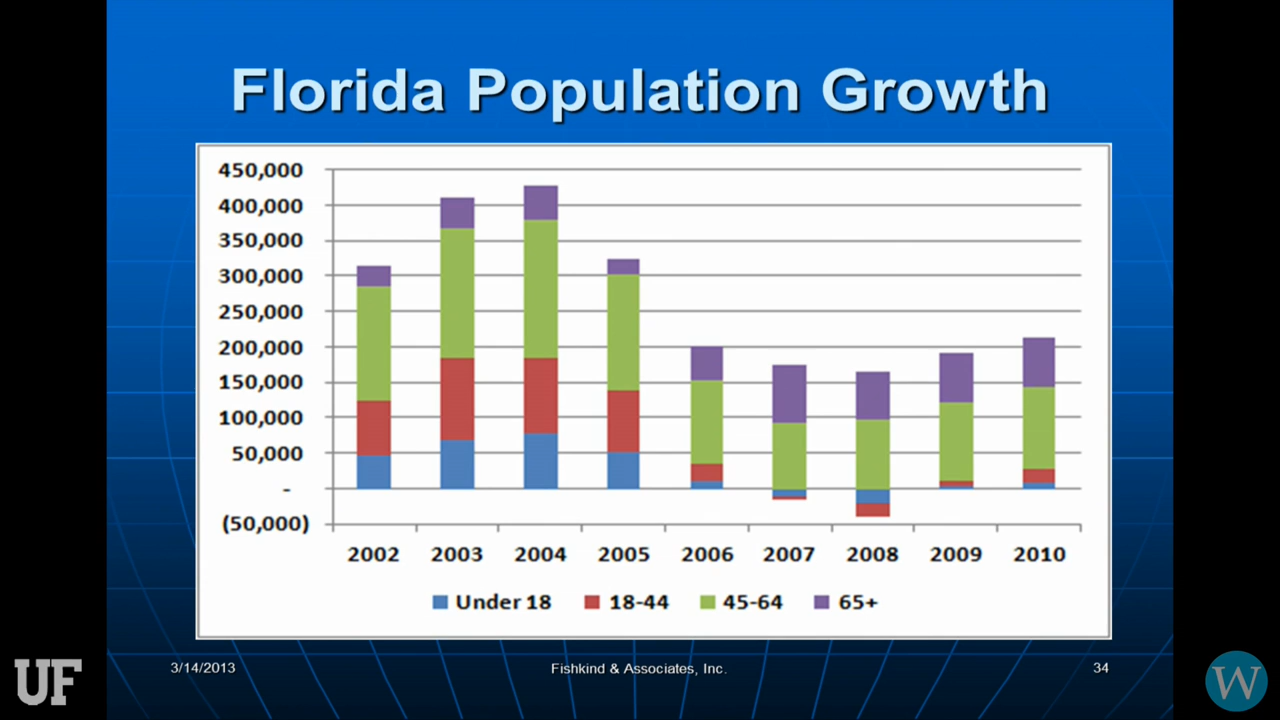 Florida Population Growth
450,000
400,000
350,000
300,000
250,000
200,000
150,000
100,000
50,000
-
(50,000)
2002 2003 2004 2005 2006 2007 2008 2009 2010
Under 18 18-44 45-64 65+
3/14/2013 Fishkind & Associates, Inc. 34
UF W